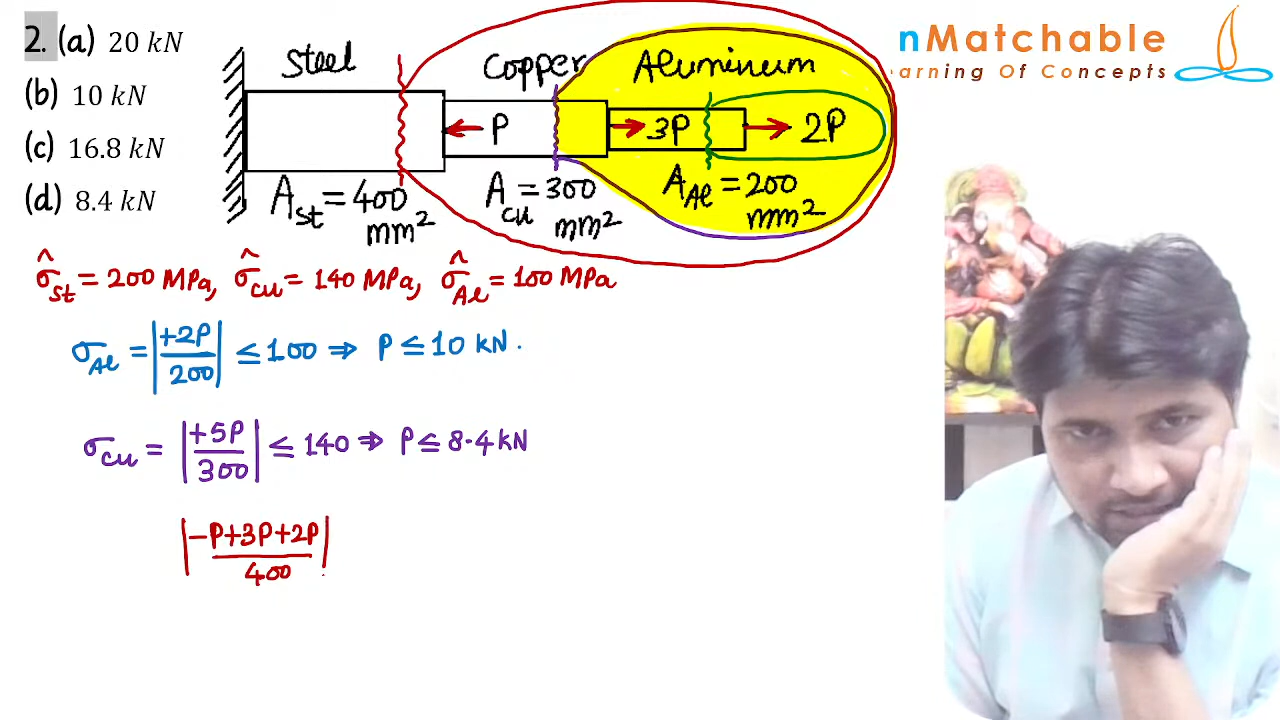 nMatchable
arning Of Concepts
2. (a) 20 kN
(b) 10 kN
(c) 16.8 kN
(d) 8.4 kN
Steel
Copper
Aluminum
P
3P
2P
A_st = 400 mm²
A_cu = 300 mm²
A_Al = 200 mm²
σ̂_st = 200 MPa, σ̂_cu = 140 MPa, σ̂_Al = 100 MPa
σ_Al = |+2P/200| ≤ 100 ⇒ P ≤ 10 kN.
σ_cu = |+5P/300| ≤ 140 ⇒ P ≤ 8.4 kN
|-P+3P+2P/400|